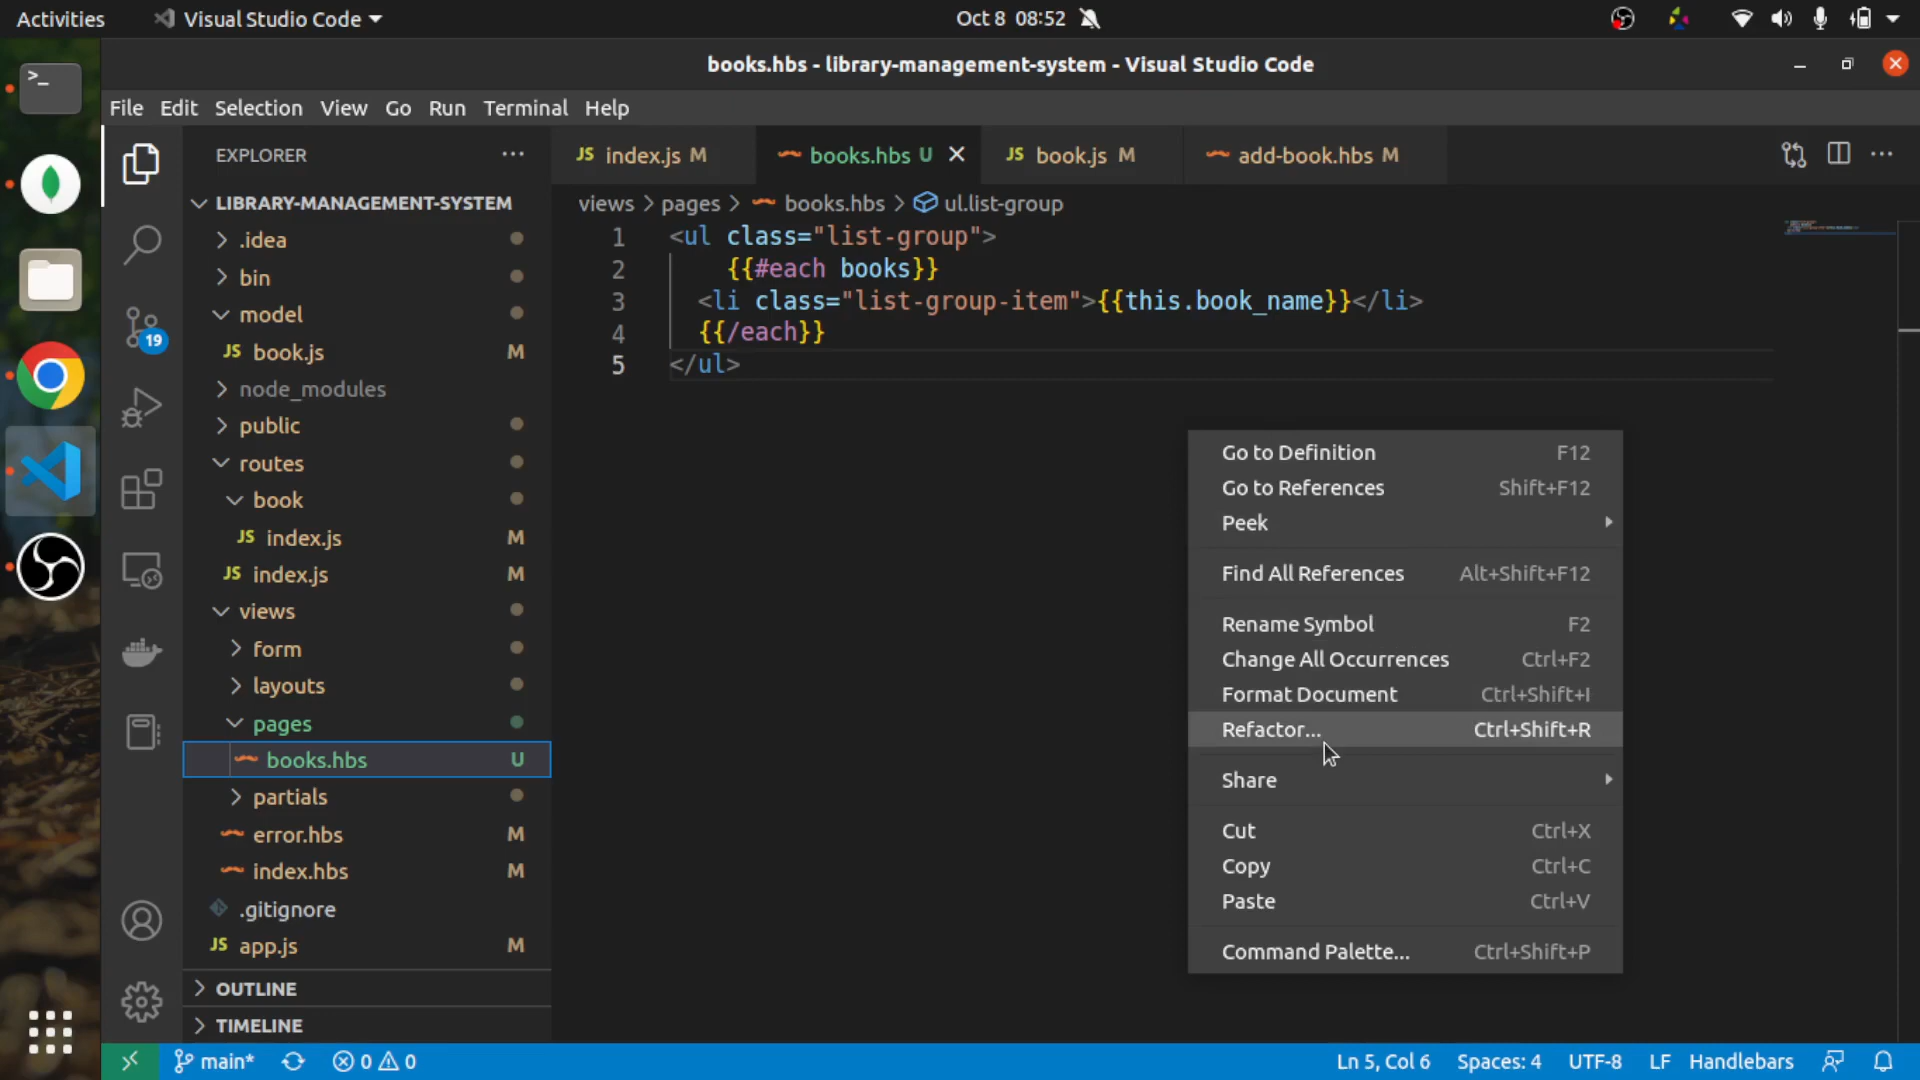 Activities
Visual Studio Code
Oct 8 08:52
books.hbs - library-management-system - Visual Studio Code
File Edit Selection View Go Run Terminal Help
EXPLORER
LIBRARY-MANAGEMENT-SYSTEM
.idea
bin
model
JS book.js M
node_modules
public
routes
book
JS index.js M
JS index.js M
views
form
layouts
pages
books.hbs U
partials
error.hbs M
index.hbs M
.gitignore
JS app.js M
OUTLINE
TIMELINE
19
JS index.js M
books.hbs U
JS book.js M
add-book.hbs M
views > pages > books.hbs > ul.list-group
1 <ul class="list-group">
2 {{#each books}}
3 <li class="list-group-item">{{this.book_name}}</li>
4 {{/each}}
5 </ul>
Go to Definition F12
Go to References Shift+F12
Peek
Find All References Alt+Shift+F12
Rename Symbol F2
Change All Occurrences Ctrl+F2
Format Document Ctrl+Shift+I
Refactor... Ctrl+Shift+R
Share
Cut Ctrl+X
Copy Ctrl+C
Paste Ctrl+V
Command Palette... Ctrl+Shift+P
main* 0 0
Ln 5, Col 6 Spaces: 4 UTF-8 LF Handlebars